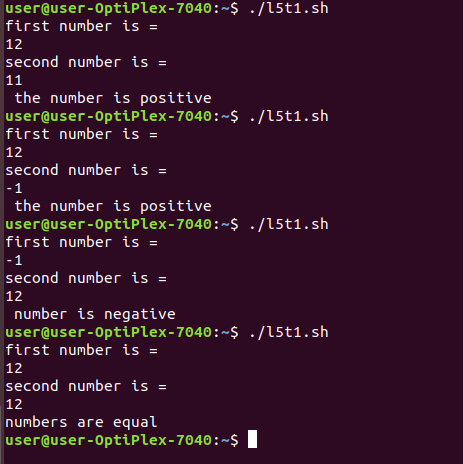 user@user-OptiPlex-7040:~$ ./l5t1.sh
first number is =
12
second number is =
11
 the number is positive
user@user-OptiPlex-7040:~$ ./l5t1.sh
first number is =
12
second number is =
-1
 the number is positive
user@user-OptiPlex-7040:~$ ./l5t1.sh
first number is =
-1
second number is =
12
 number is negative
user@user-OptiPlex-7040:~$ ./l5t1.sh
first number is =
12
second number is =
12
numbers are equal
user@user-OptiPlex-7040:~$